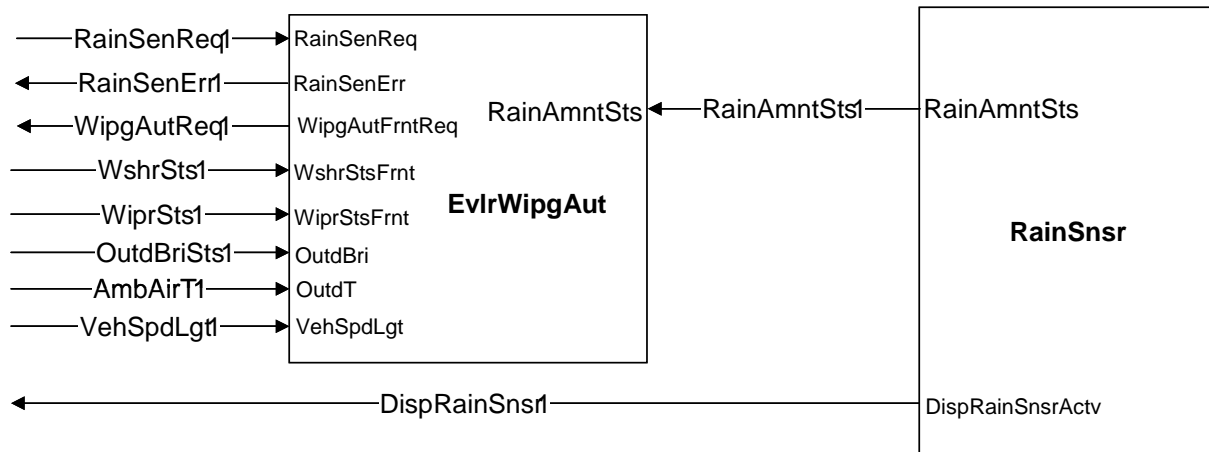 RainSenReq1
RainSenReq
RainSenErr1
RainSenErr
RainAmntSts
RainAmntSts1
RainAmntSts
WipgAutReq1
WipgAutFrntReq
WshrSts1
WshrStsFrnt
EvlrWipgAut
WiprSts1
WiprStsFrnt
RainSnsr
OutdBriSts1
OutdBri
AmbAirT1
OutdT
VehSpdLgt1
VehSpdLgt
DispRainSnsr1
DispRainSnsrActv